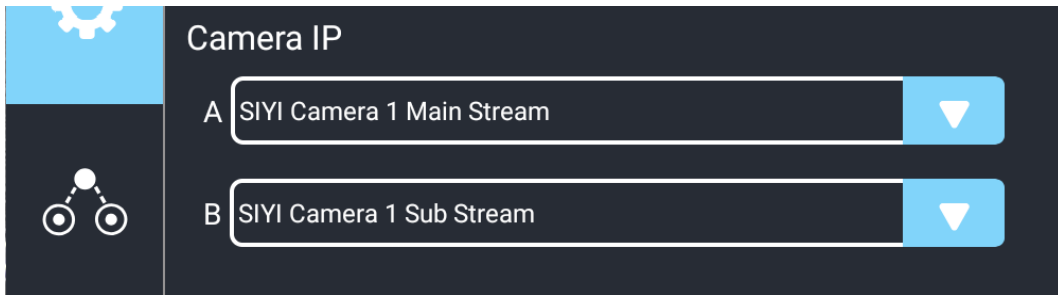 Camera IP
A SIYI Camera 1 Main Stream
B SIYI Camera 1 Sub Stream